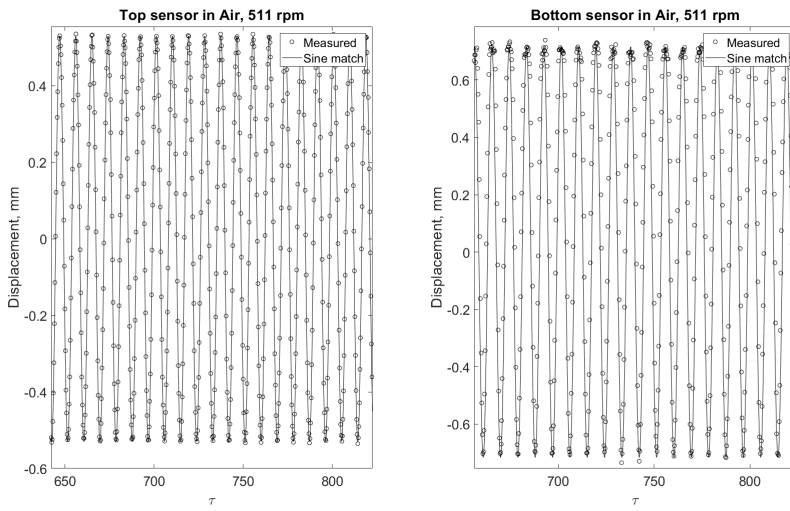 Top sensor in Air, 511 rpm
Measured
Sine match
0.4
0.2
0
-0.2
-0.4
-0.6
650
700
750
800
Displacement, mm
τ
Bottom sensor in Air, 511 rpm
Measured
Sine match
0.6
0.4
0.2
0
-0.2
-0.4
-0.6
700
750
800
Displacement, mm
τ